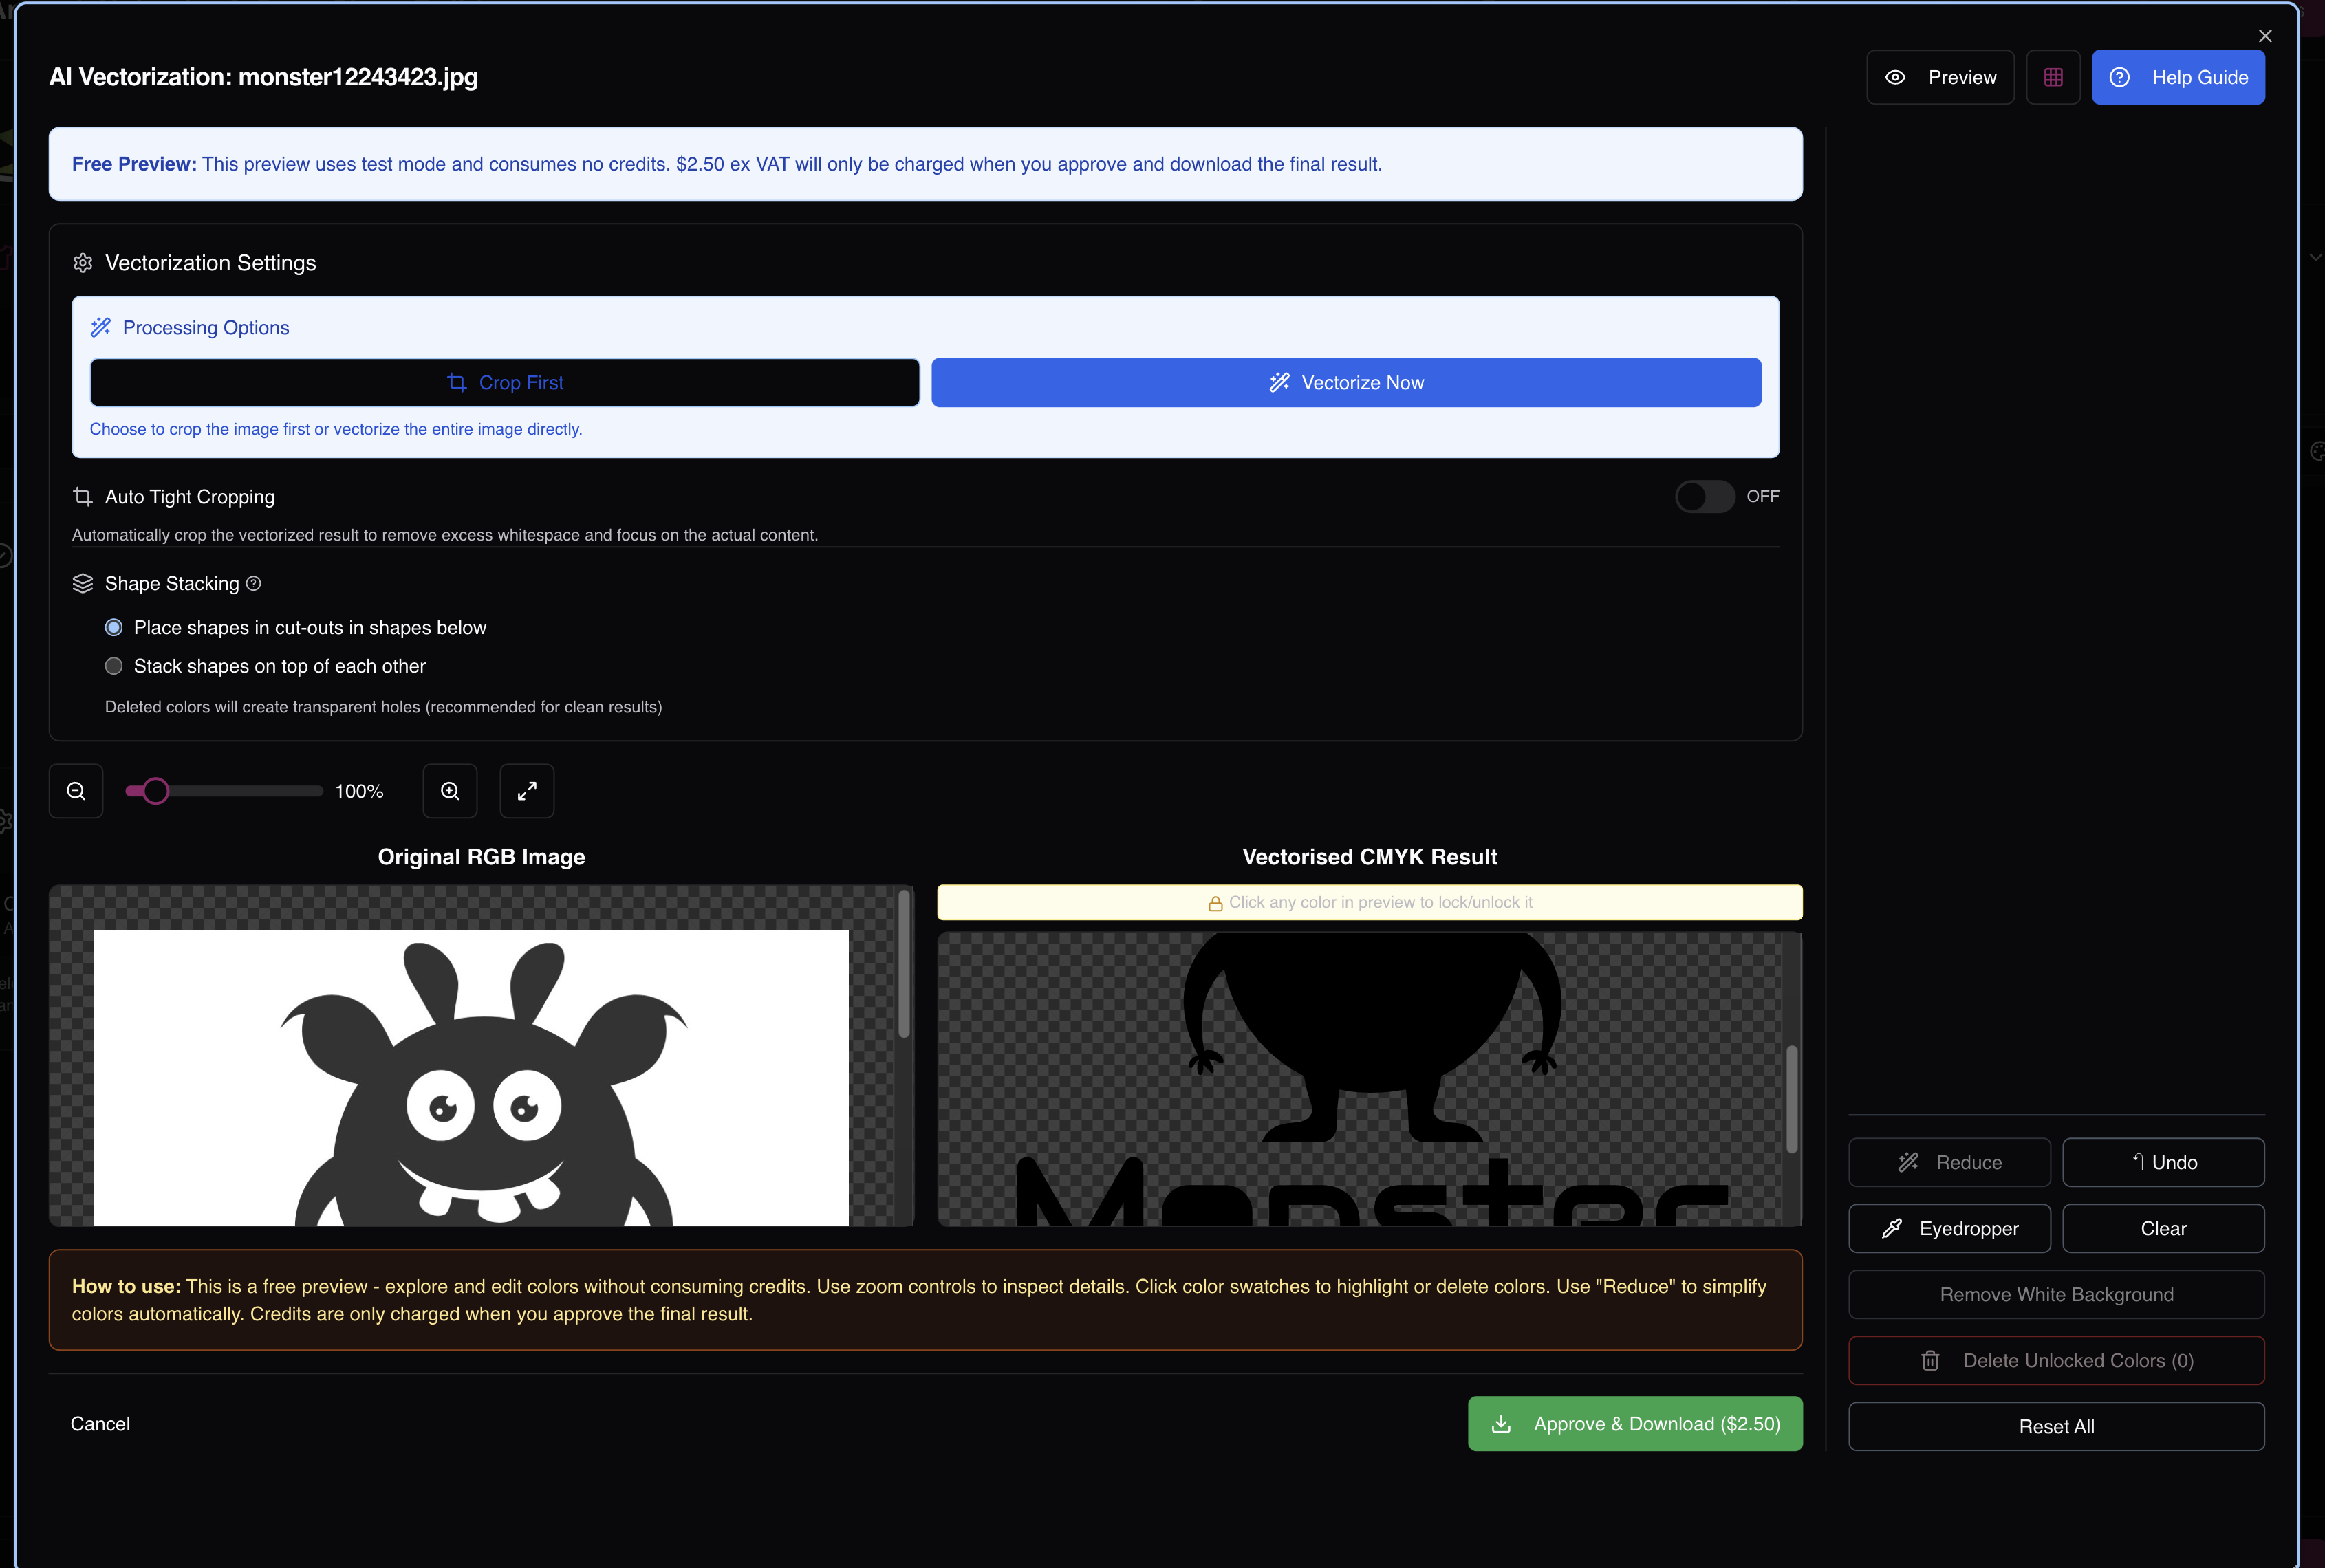 AI Vectorization: monster12243423.jpg
Preview
Help Guide
Free Preview: This preview uses test mode and consumes no credits. $2.50 ex VAT will only be charged when you approve and download the final result.
Vectorization Settings
Processing Options
Crop First
Vectorize Now
Choose to crop the image first or vectorize the entire image directly.
Auto Tight Cropping
OFF
Automatically crop the vectorized result to remove excess whitespace and focus on the actual content.
Shape Stacking
Place shapes in cut-outs in shapes below
Stack shapes on top of each other
Deleted colors will create transparent holes (recommended for clean results)
100%
Original RGB Image
Vectorised CMYK Result
Click any color in preview to lock/unlock it
Monster
How to use: This is a free preview - explore and edit colors without consuming credits. Use zoom controls to inspect details. Click color swatches to highlight or delete colors. Use "Reduce" to simplify
colors automatically. Credits are only charged when you approve the final result.
Cancel
Approve & Download ($2.50)
Reduce
Undo
Eyedropper
Clear
Remove White Background
Delete Unlocked Colors (0)
Reset All